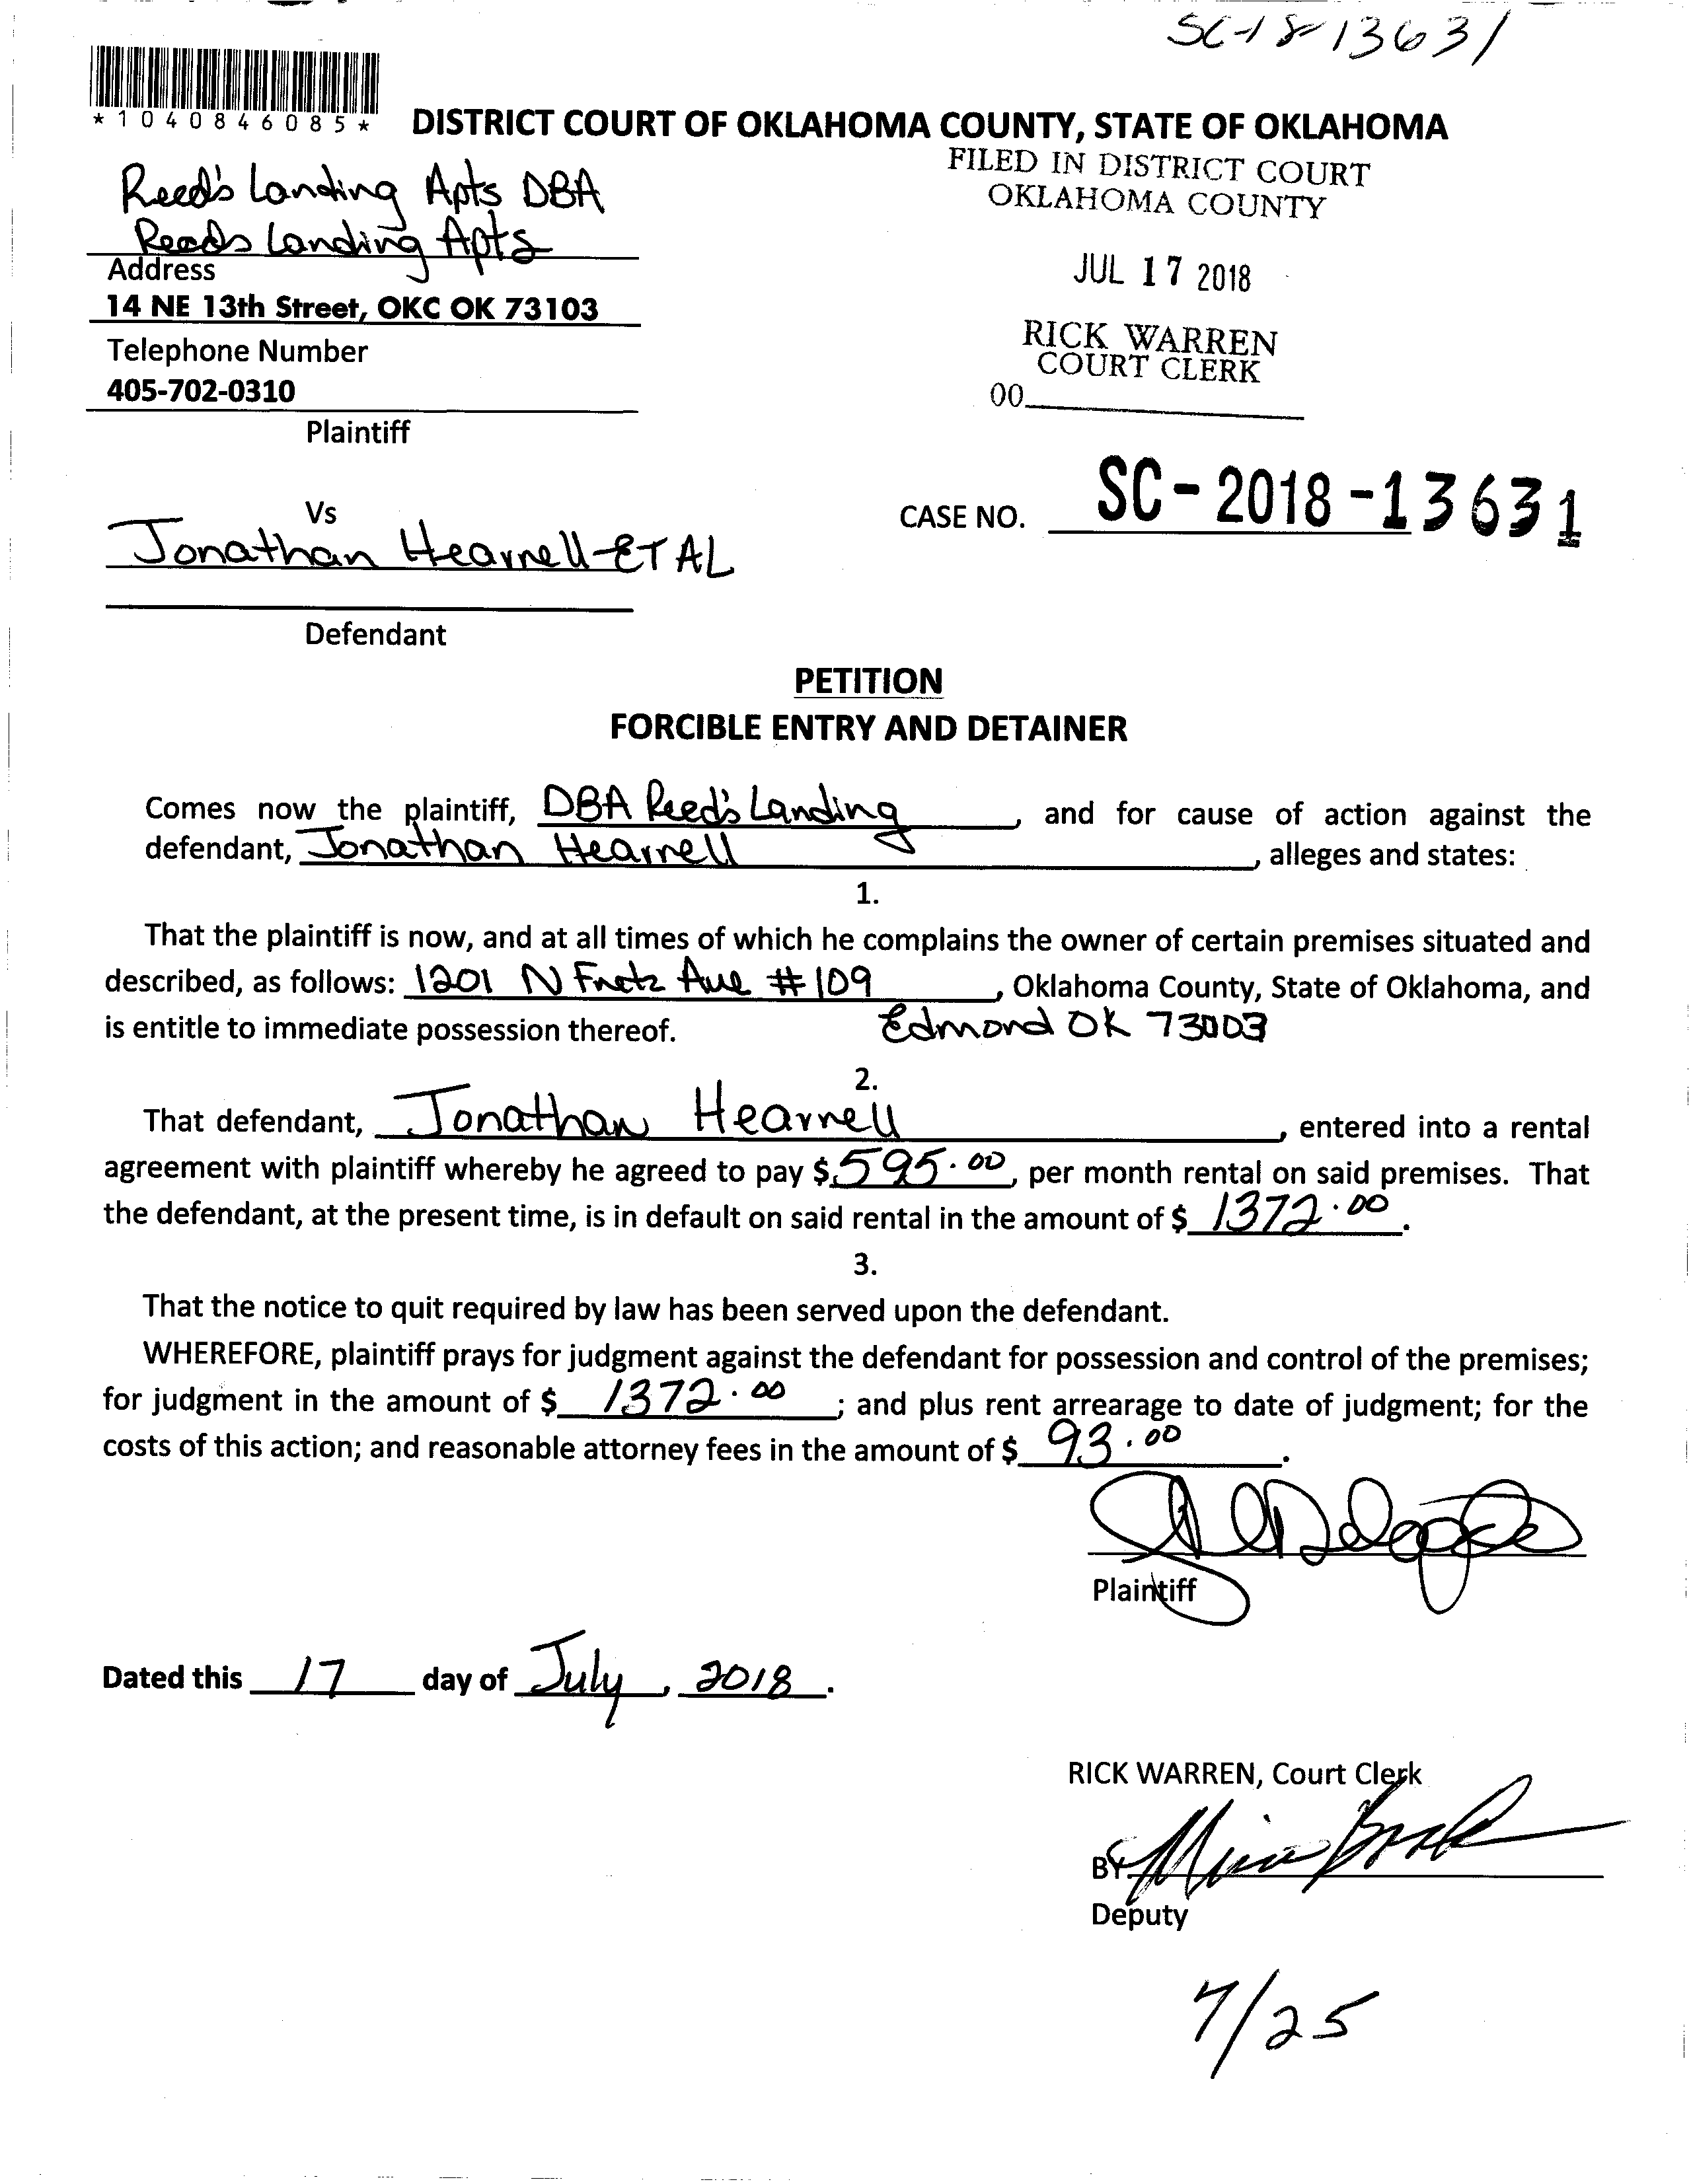 SC-18-13631
*1040846085*
DISTRICT COURT OF OKLAHOMA COUNTY, STATE OF OKLAHOMA
FILED IN DISTRICT COURT
OKLAHOMA COUNTY
JUL 17 2018
RICK WARREN
COURT CLERK
00
Reed's Landing Apts DBA
Reeds Landing Apts
Address
14 NE 13th Street, OKC OK 73103
Telephone Number
405-702-0310
Plaintiff
Vs
CASE NO. SC-2018-13631
Jonathan Hearnell-ET AL
Defendant
PETITION
FORCIBLE ENTRY AND DETAINER
Comes now the plaintiff, DBA Reed's Landing, and for cause of action against the
defendant, Jonathan Hearnell, alleges and states:
1.
That the plaintiff is now, and at all times of which he complains the owner of certain premises situated and
described, as follows: 1201 N Fretz Ave #109, Oklahoma County, State of Oklahoma, and
is entitle to immediate possession thereof. Edmond OK 73003
2.
That defendant, Jonathan Hearnell, entered into a rental
agreement with plaintiff whereby he agreed to pay $595.00, per month rental on said premises. That
the defendant, at the present time, is in default on said rental in the amount of $ 1372.00.
3.
That the notice to quit required by law has been served upon the defendant.
WHEREFORE, plaintiff prays for judgment against the defendant for possession and control of the premises;
for judgment in the amount of $ 1372.00; and plus rent arrearage to date of judgment; for the
costs of this action; and reasonable attorney fees in the amount of $ 93.00.
Plaintiff
Dated this 17 day of July, 2018.
RICK WARREN, Court Clerk
BY.
Deputy
7/25